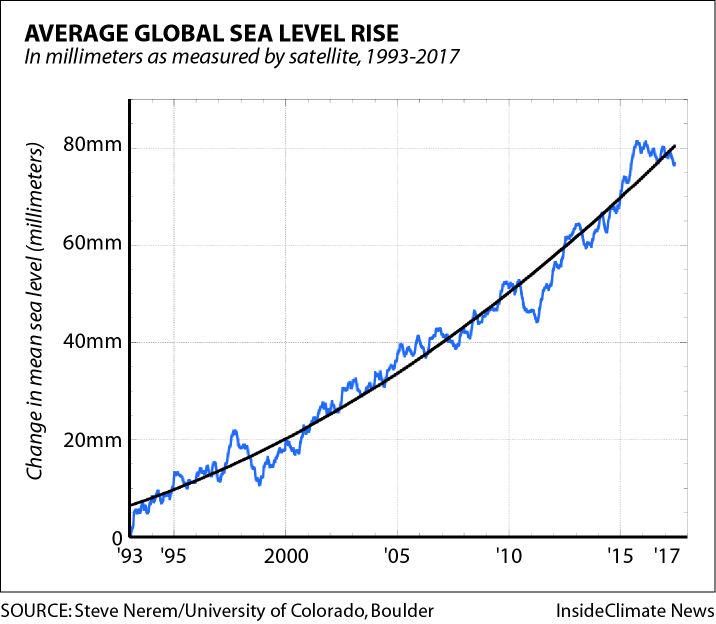 AVERAGE GLOBAL SEA LEVEL RISE
In millimeters as measured by satellite, 1993-2017
Change in mean sea level (millimeters)
80mm
60mm
40mm
20mm
0
'93 '95 2000 '05 '10 '15 '17
SOURCE: Steve Nerem/University of Colorado, Boulder InsideClimate News